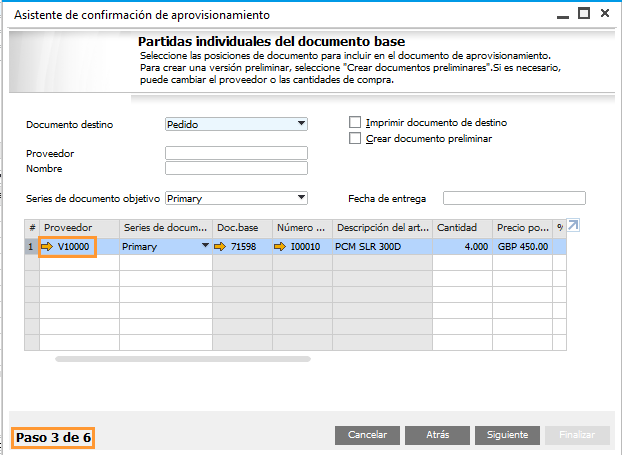 Asistente de confirmación de aprovisionamiento
Partidas individuales del documento base
Seleccione las posiciones de documento para incluir en el documento de aprovisionamiento.
Para crear una versión preliminar, seleccione "Crear documentos preliminares".Si es necesario,
puede cambiar el proveedor o las cantidades de compra.
Documento destino Pedido Imprimir documento de destino
Crear documento preliminar
Proveedor
Nombre
Series de documento objetivo Primary Fecha de entrega
# Proveedor Series de docum... Doc.base Número ... Descripción del art... Cantidad Precio po... %
1 V10000 Primary 71598 I00010 PCM SLR 300D 4.000 GBP 450.00
Paso 3 de 6 Cancelar Atrás Siguiente Finalizar